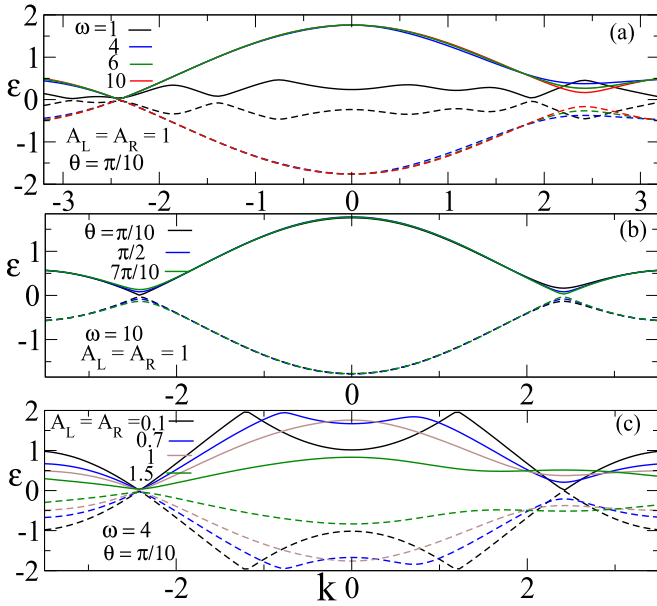 2
ω = 1
4
6
10
(a)
1
ε
0
-1
A_L = A_R = 1
θ = π/10
-2
-3
-2
-1
0
1
2
3
θ = π/10
π/2
7π/10
(b)
1
ε
0
-1
ω = 10
A_L = A_R = 1
-2
0
2
2
A_L = A_R = 0.1
0.7
1
1.5
(c)
1
ε
0
-1
ω = 4
θ = π/10
-2
-2
k
0
2